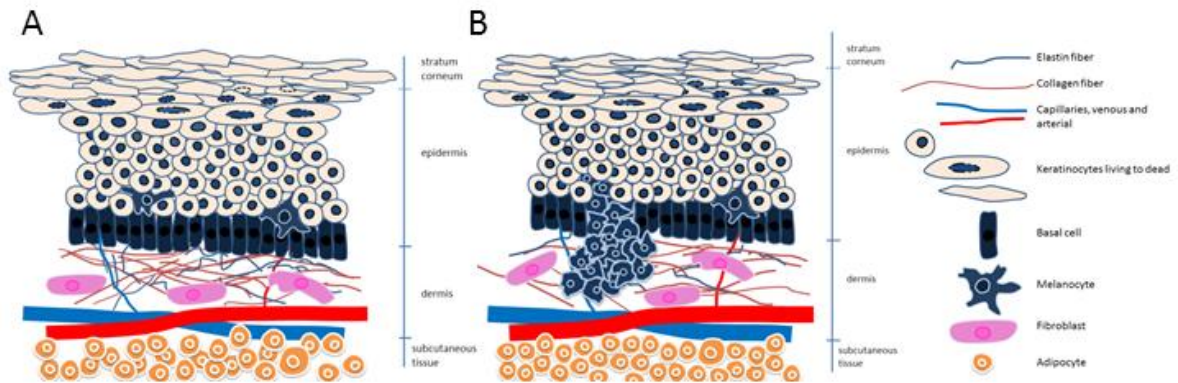 A
stratum
corneum
epidermis
dermis
subcutaneous
tissue
B
stratum
corneum
epidermis
dermis
subcutaneous
tissue
Elastin fiber
Collagen fiber
Capillaries, venous and
arterial
Keratinocytes living to dead
Basal cell
Melanocyte
Fibroblast
Adipocyte